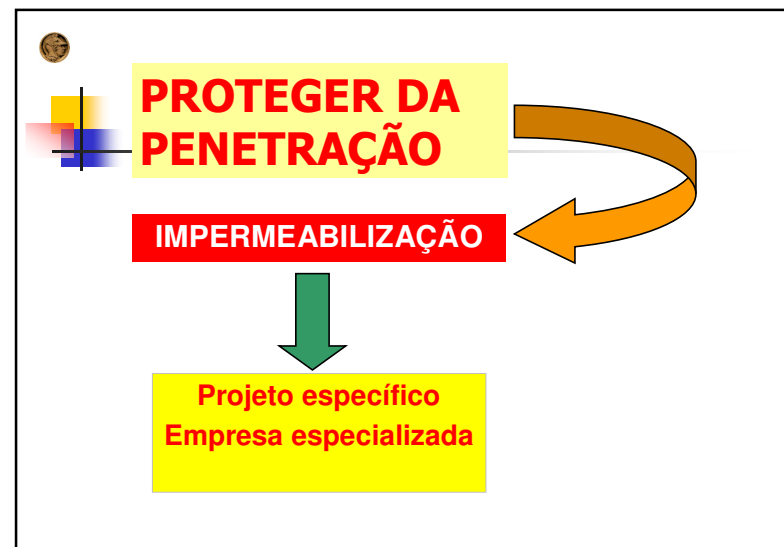 PROTEGER DA
PENETRAÇÃO
IMPERMEABILIZAÇÃO
Projeto específico
Empresa especializada